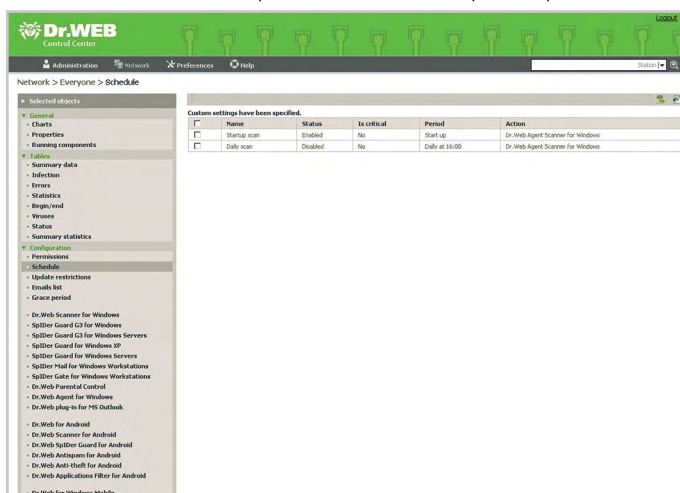 Logout
Dr.WEB
Control Center
Administration
Network
Preferences
Help
Station
Network > Everyone > Schedule
Selected objects
General
Charts
Properties
Running components
Tables
Summary data
Infection
Errors
Statistics
Begin/end
Viruses
Status
Summary statistics
Configuration
Permissions
Schedule
Update restrictions
Emails list
Grace period
Dr.Web Scanner for Windows
SpIDer Guard G3 for Windows
SpIDer Guard G3 for Windows Servers
SpIDer Guard for Windows XP
SpIDer Guard for Windows Servers
SpIDer Mail for Windows Workstations
SpIDer Gate for Windows Workstations
Dr.Web Parental Control
Dr.Web Agent for Windows
Dr.Web plug-in for MS Outlook
Dr.Web for Android
Dr.Web Scanner for Android
Dr.Web SpIDer Guard for Android
Dr.Web Antispam for Android
Dr.Web Anti-theft for Android
Dr.Web Applications Filter for Android
Dr.Web for Windows Mobile
Custom settings have been specified.
Name Status Is critical Period Action
Startup scan Enabled No Start up Dr.Web Agent Scanner for Windows
Daily scan Disabled No Daily at 16:00 Dr.Web Agent Scanner for Windows